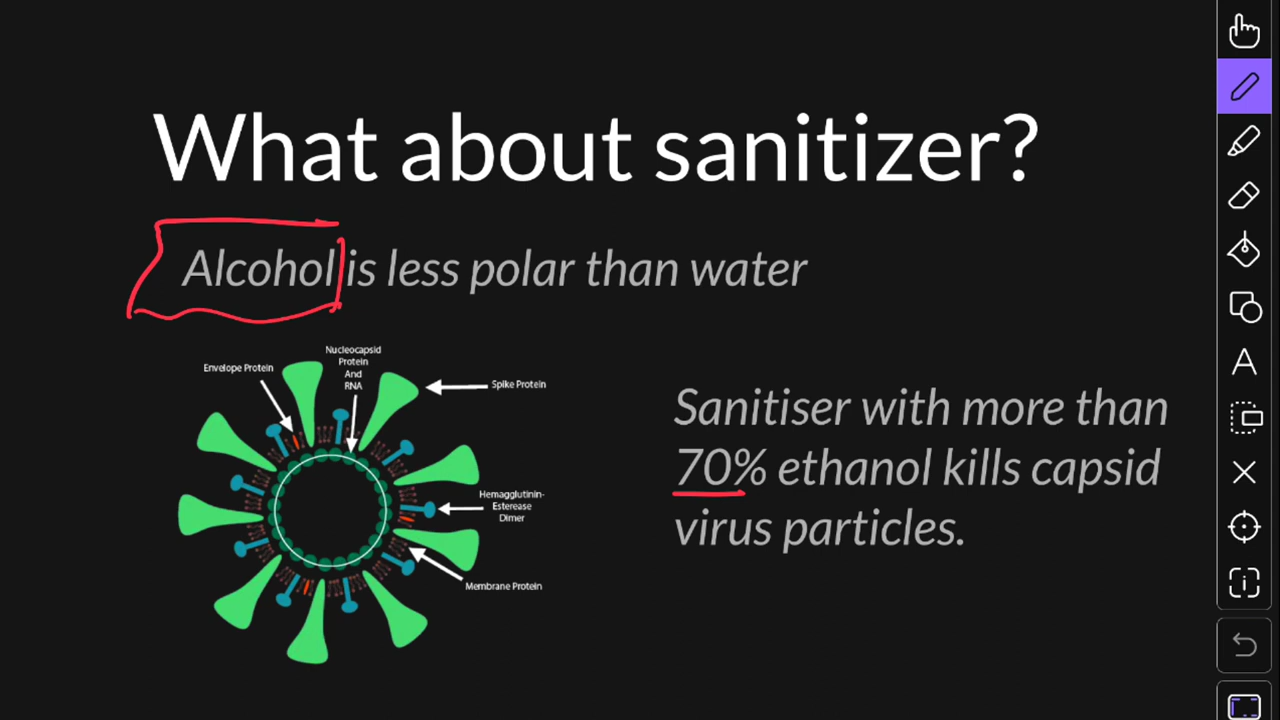 What about sanitizer?
Alcohol is less polar than water
Nucleocapsid
Protein
And
RNA
Envelope Protein
Spike Protein
Hemagglutinin-
Esterease
Dimer
Membrane Protein
Sanitiser with more than
70% ethanol kills capsid
virus particles.